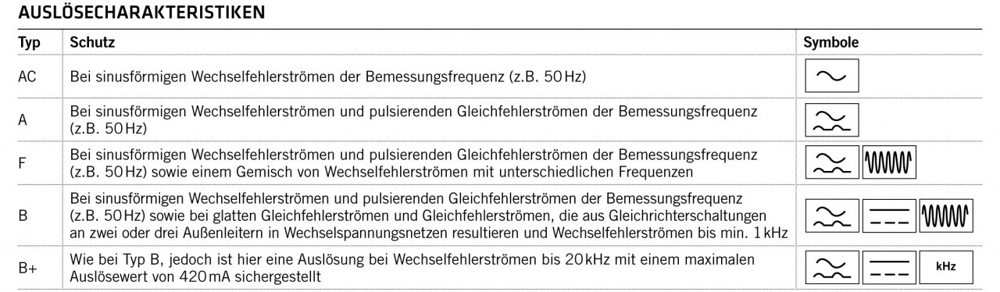 AUSLÖSECHARAKTERISTIKEN
Typ Schutz Symbole
AC Bei sinusförmigen Wechselfehlerströmen der Bemessungsfrequenz (z.B. 50 Hz)
A Bei sinusförmigen Wechselfehlerströmen und pulsierenden Gleichfehlerströmen der Bemessungsfrequenz
(z.B. 50 Hz)
F Bei sinusförmigen Wechselfehlerströmen und pulsierenden Gleichfehlerströmen der Bemessungsfrequenz
(z.B. 50 Hz) sowie einem Gemisch von Wechselfehlerströmen mit unterschiedlichen Frequenzen
B Bei sinusförmigen Wechselfehlerströmen und pulsierenden Gleichfehlerströmen der Bemessungsfrequenz
(z.B. 50 Hz) sowie bei glatten Gleichfehlerströmen und Gleichfehlerströmen, die aus Gleichrichterschaltungen
an zwei oder drei Außenleitern in Wechselspannungsnetzen resultieren und Wechselfehlerströmen bis min. 1 kHz
B+ Wie bei Typ B, jedoch ist hier eine Auslösung bei Wechselfehlerströmen bis 20 kHz mit einem maximalen
Auslösewert von 420 mA sichergestellt
kHz